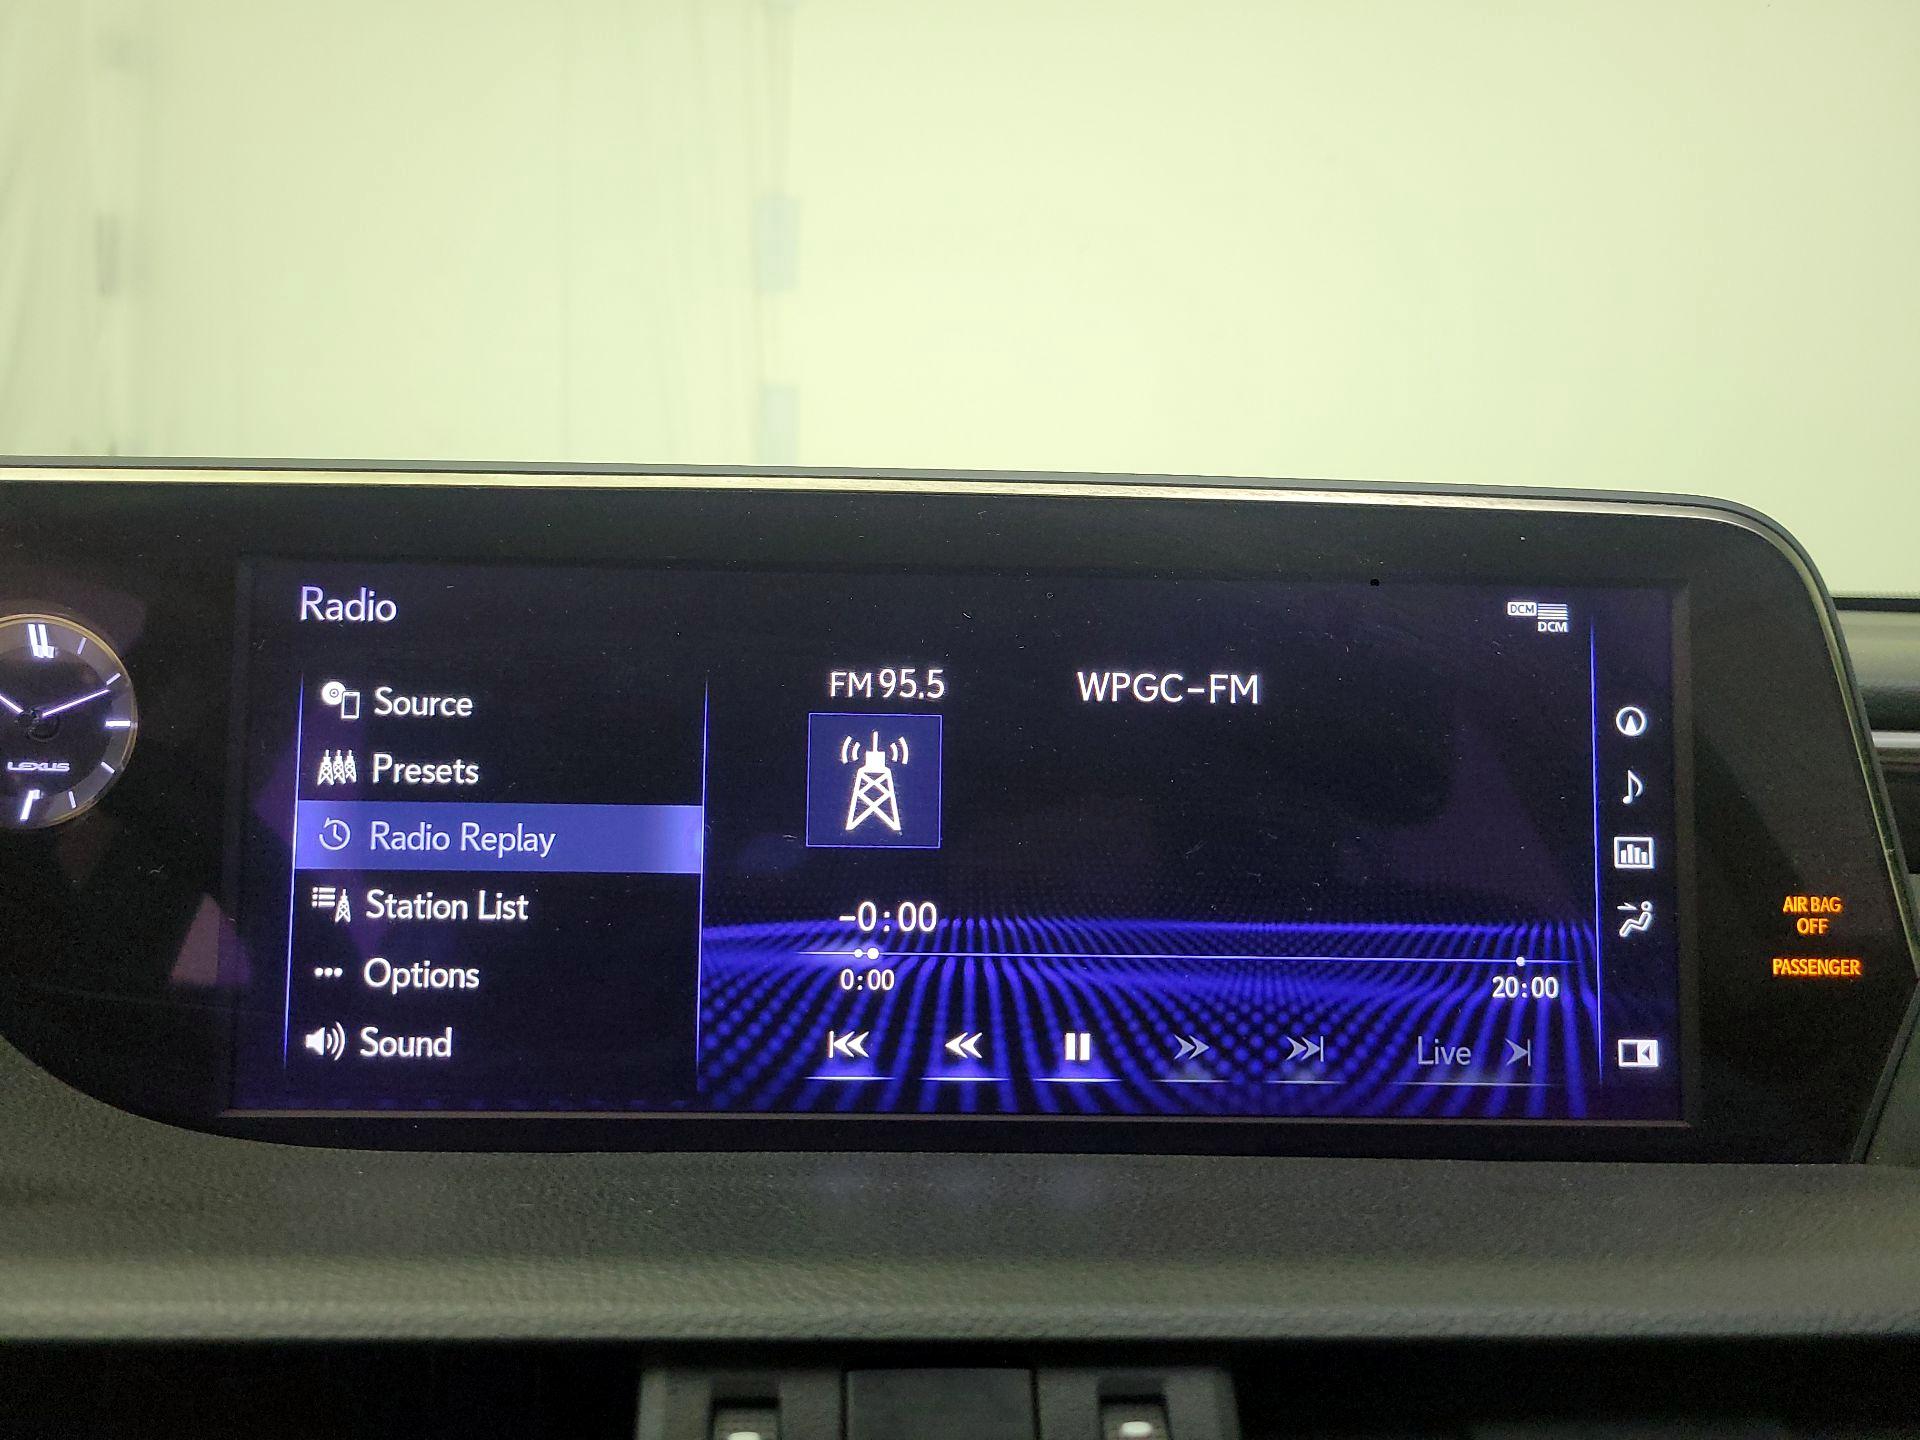 Radio
DCM
DCM
Source
Presets
Radio Replay
Station List
Options
Sound
FM 95.5
WPGC-FM
-0:00
0:00
20:00
Live
LEXUS
AIR BAG
OFF
PASSENGER